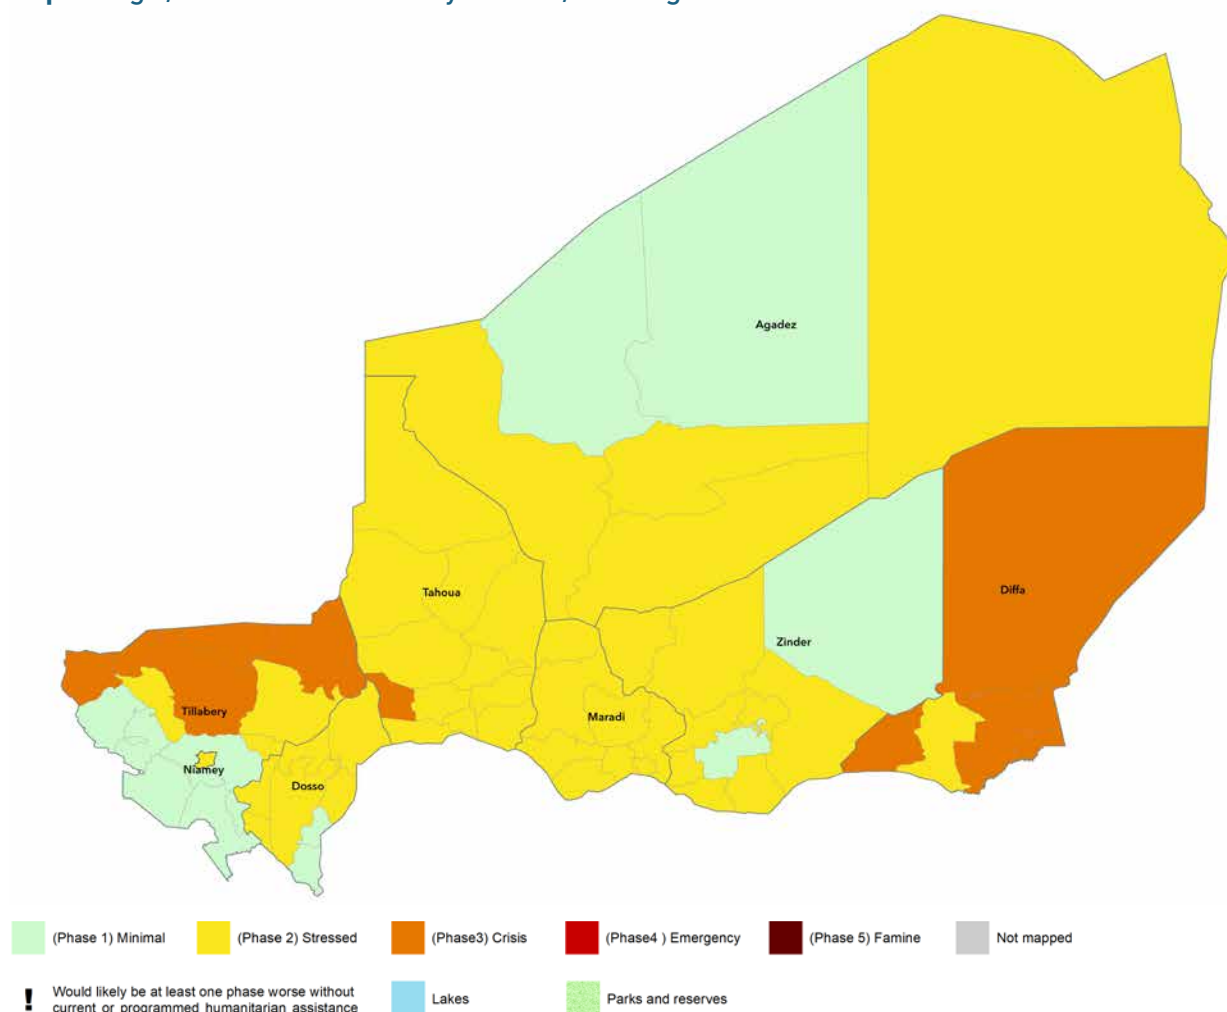 Agadez
Tahoua
Diffa
Zinder
Tillabery
Maradi
Niamey
Dosso
(Phase 1) Minimal
(Phase 2) Stressed
(Phase3) Crisis
(Phase4 ) Emergency
(Phase 5) Famine
Not mapped
! Would likely be at least one phase worse without
current or programmed humanitarian assistance
Lakes
Parks and reserves